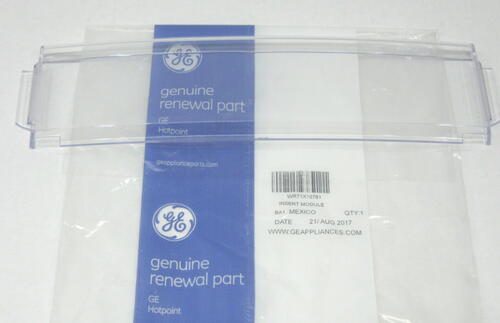 GE
genuine
renewal part
GE
Hotpoint
geapplianceparts.com
WR71X10761
INSERT MODULE
MEXICO QTY:1
DATE 21/ AUG 2017
WWW.GEAPPLIANCES.COM
GE
genuine
renewal part
GE
Hotpoint